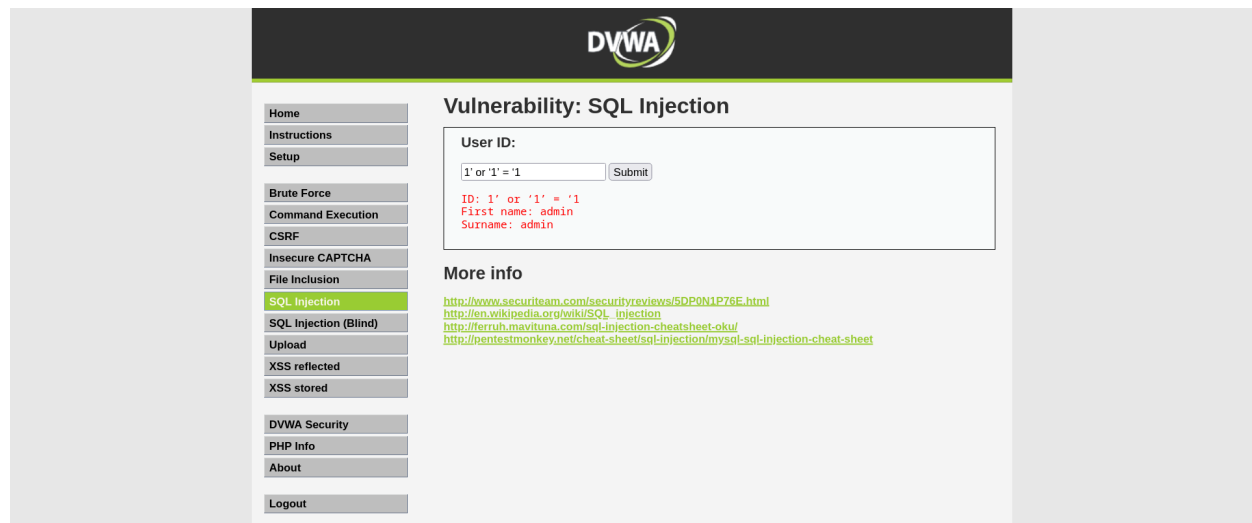 DVWA
Home
Instructions
Setup
Brute Force
Command Execution
CSRF
Insecure CAPTCHA
File Inclusion
SQL Injection
SQL Injection (Blind)
Upload
XSS reflected
XSS stored
DVWA Security
PHP Info
About
Logout
Vulnerability: SQL Injection
User ID:
1’ or ‘1’ = ‘1 Submit
ID: 1’ or ‘1’ = ‘1
First name: admin
Surname: admin
More info
http://www.securiteam.com/securityreviews/5DP0N1P76E.html
http://en.wikipedia.org/wiki/SQL_injection
http://ferruh.mavituna.com/sql-injection-cheatsheet-oku/
http://pentestmonkey.net/cheat-sheet/sql-injection/mysql-sql-injection-cheat-sheet